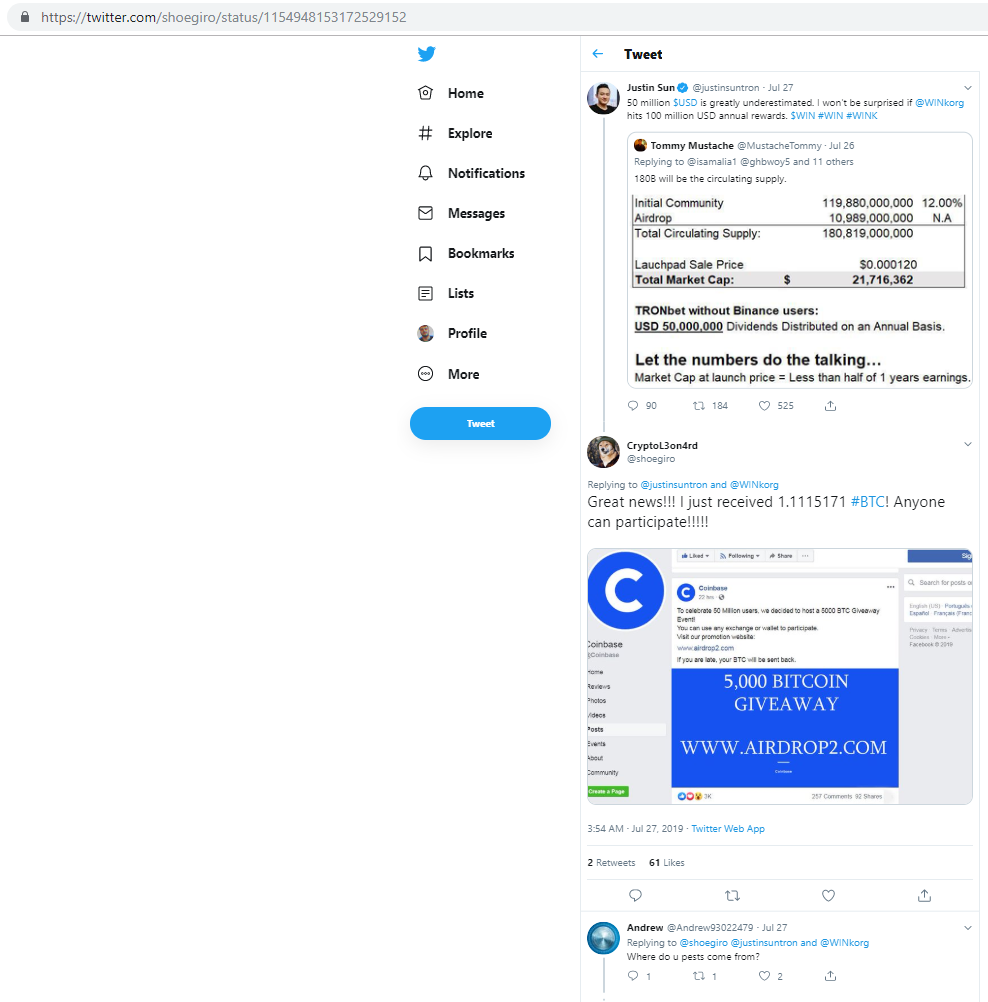 https://twitter.com/shoegiro/status/1154948153172529152
Home
Explore
Notifications
Messages
Bookmarks
Lists
Profile
More
Tweet
Tweet
Justin Sun @justinsuntron · Jul 27
50 million $USD is greatly underestimated. I won't be surprised if @WINkorg
hits 100 million USD annual rewards. $WIN #WIN #WINK
Tommy Mustache @MustacheTommy · Jul 26
Replying to @isamalia1 @ghbwoy5 and 11 others
180B will be the circulating supply.
Initial Community 119,880,000,000 12.00%
Airdrop 10,989,000,000 N.A
Total Circulating Supply: 180,819,000,000
Lauchpad Sale Price $0.000120
Total Market Cap: $ 21,716,362
TRONbet without Binance users:
USD 50,000,000 Dividends Distributed on an Annual Basis.
Let the numbers do the talking...
Market Cap at launch price = Less than half of 1 years earnings.
90 184 525
CryptoL3on4rd
@shoegiro
Replying to @justinsuntron and @WINkorg
Great news!!! I just received 1.1115171 #BTC! Anyone
can participate!!!!!
Liked Following Share ...
Sig
Coinbase
22 hrs ·
To celebrate 50 Million users, we decided to host a 5000 BTC Giveaway
Event!
You can use any exchange or wallet to participate.
Visit our promotion website:
www.airdrop2.com
If you are late, your BTC will be sent back.
5,000 BITCOIN
GIVEAWAY
WWW.AIRDROP2.COM
Coinbase
3K 257 Comments 92 Shares
Coinbase
@Coinbase
Home
Reviews
Photos
Videos
Posts
Events
About
Community
Create a Page
Search for posts o
English (US) · Português
Español · Français (Franc
Privacy · Terms · Advertis
Cookies · More
Facebook © 2019
3:54 AM · Jul 27, 2019 · Twitter Web App
2 Retweets 61 Likes
Andrew @Andrew93022479 · Jul 27
Replying to @shoegiro @justinsuntron and @WINkorg
Where do u pests come from?
1 1 2